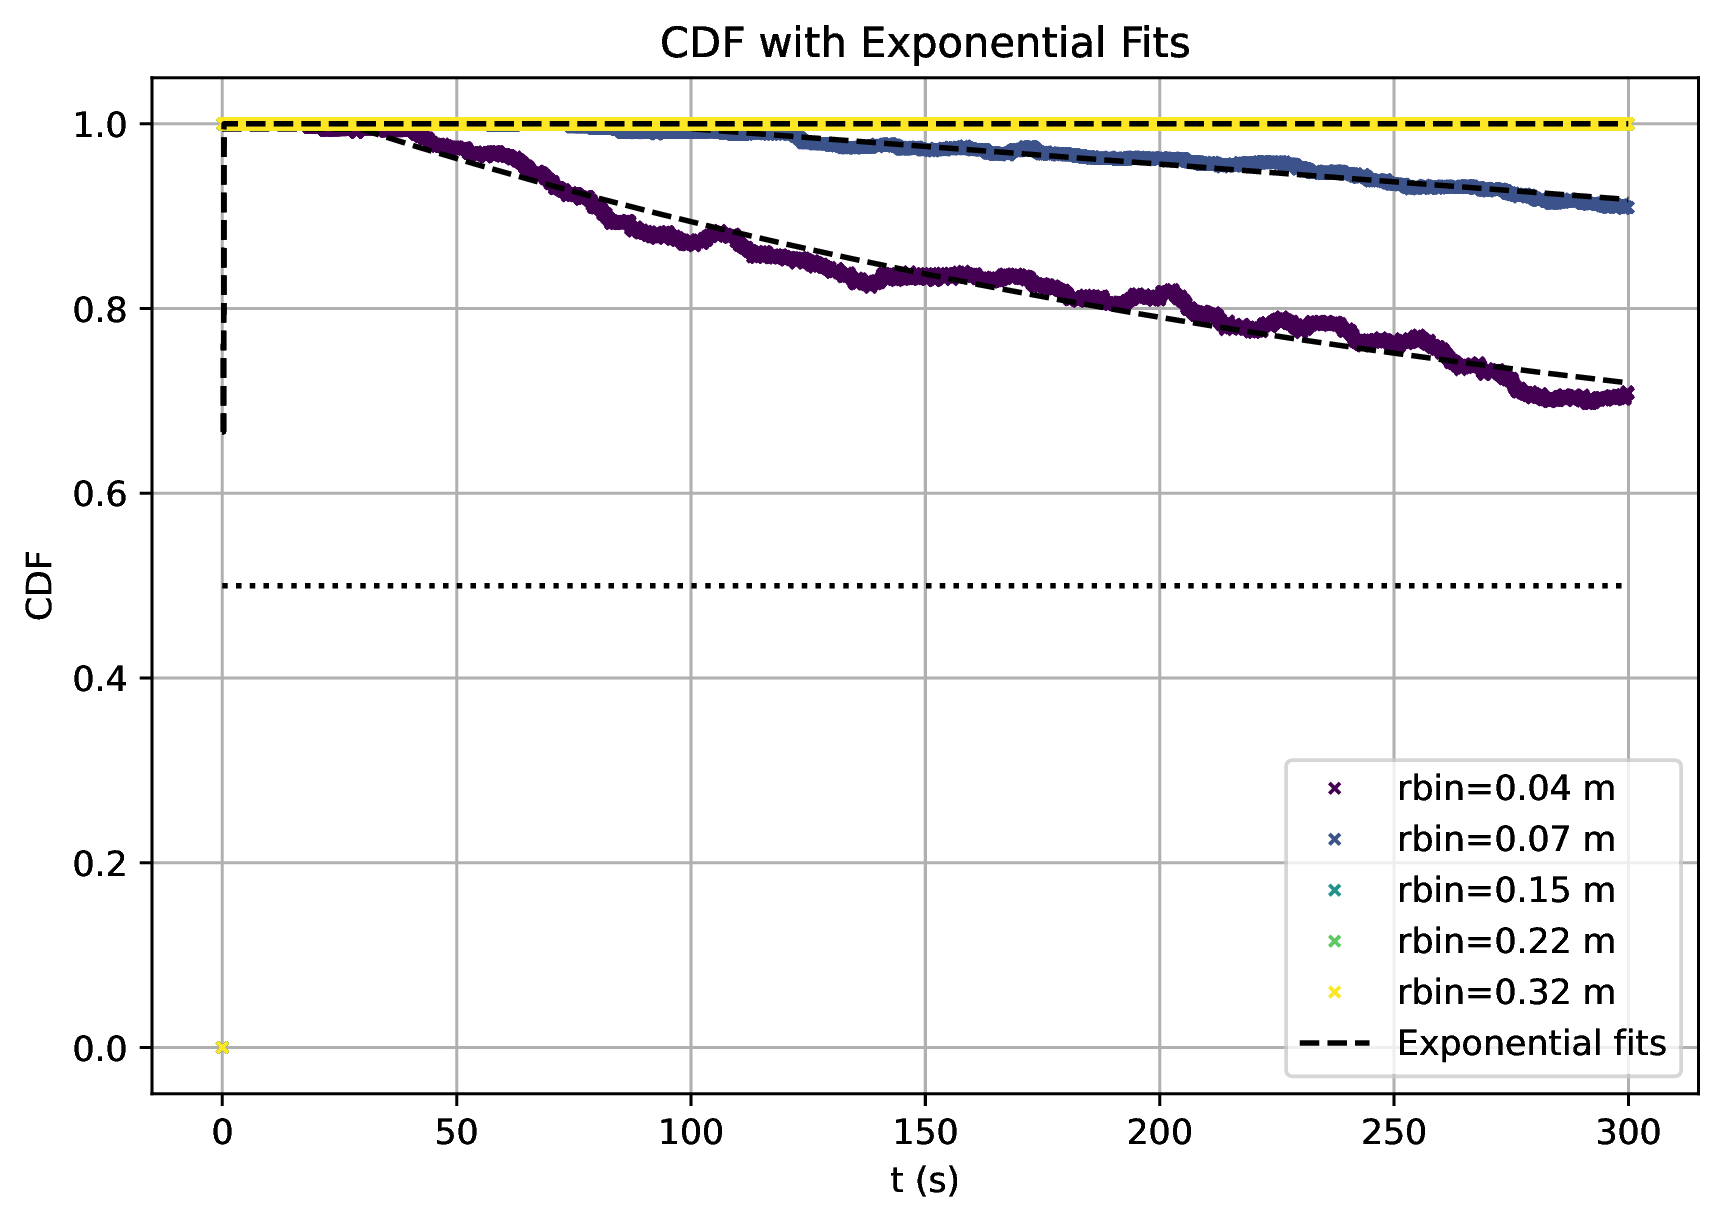 CDF with Exponential Fits
CDF
1.0
0.8
0.6
0.4
0.2
0.0
rbin=0.04 m
rbin=0.07 m
rbin=0.15 m
rbin=0.22 m
rbin=0.32 m
Exponential fits
0 50 100 150 200 250 300
t (s)